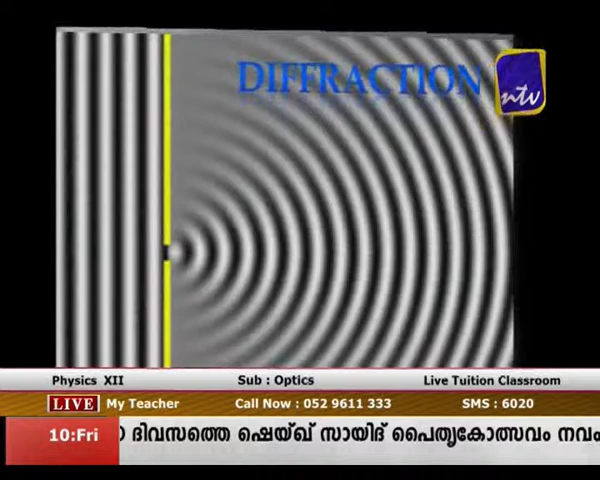 DIFFRACTION
ntv
Physics XII Sub : Optics Live Tuition Classroom
LIVE My Teacher Call Now : 052 9611 333 SMS : 6020
10:Fri ദിവസത്തെ ഷെയ്ഖ് സായിദ് പൈതൃകോത്സവം നവം